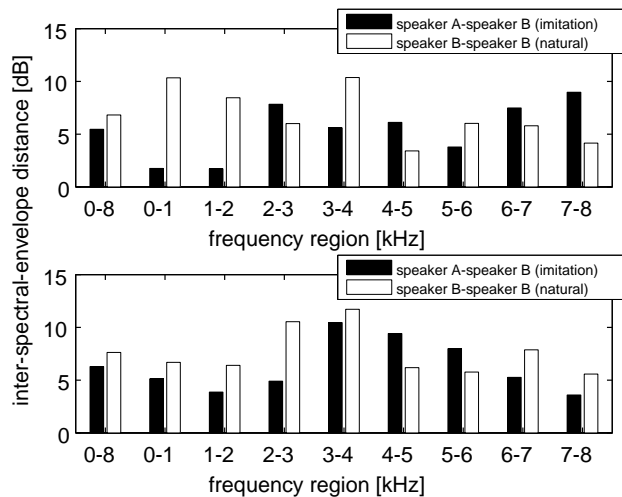 speaker A-speaker B (imitation)
speaker B-speaker B (natural)
15
10
5
0
0-8 0-1 1-2 2-3 3-4 4-5 5-6 6-7 7-8
frequency region [kHz]
inter-spectral-envelope distance [dB]
speaker A-speaker B (imitation)
speaker B-speaker B (natural)
15
10
5
0
0-8 0-1 1-2 2-3 3-4 4-5 5-6 6-7 7-8
frequency region [kHz]